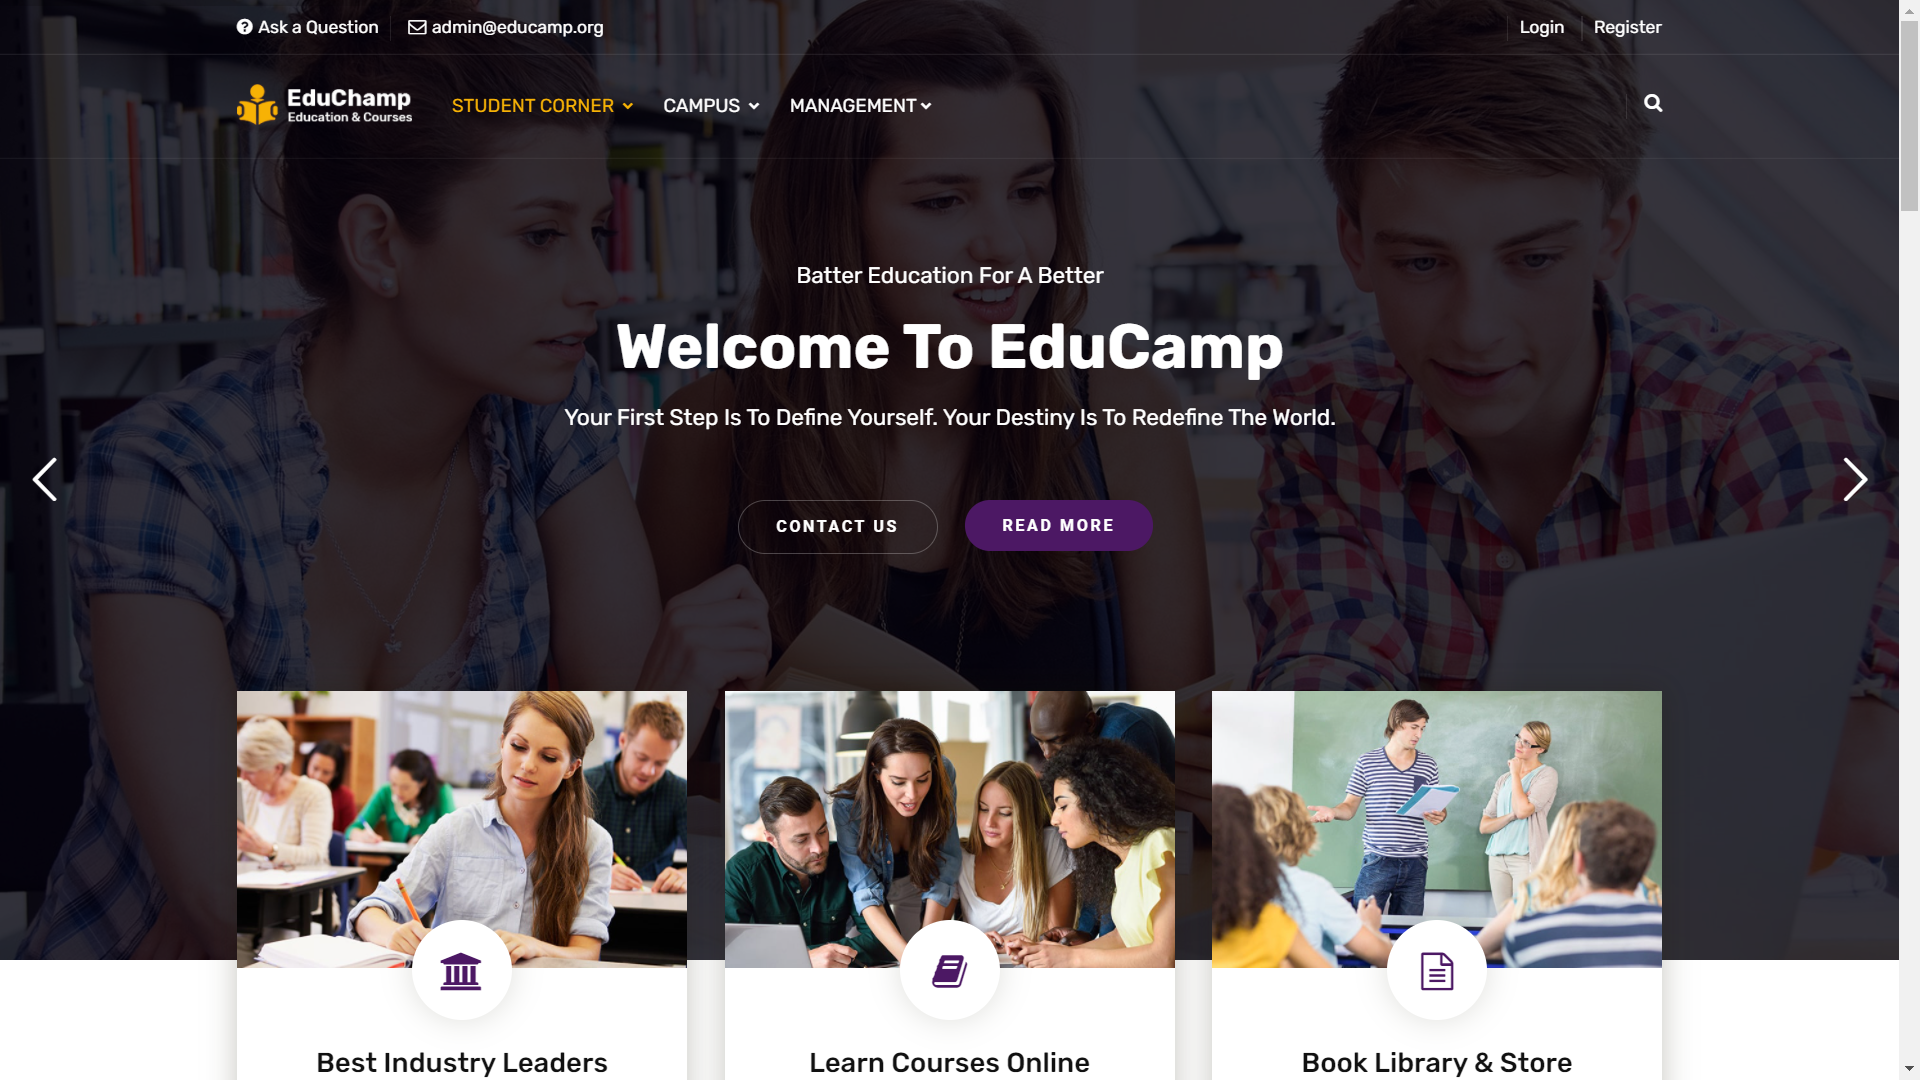 Ask a Question
admin@educamp.org
Login
Register
EduChamp
Education & Courses
STUDENT CORNER
CAMPUS
MANAGEMENT
Batter Education For A Better
Welcome To EduCamp
Your First Step Is To Define Yourself. Your Destiny Is To Redefine The World.
CONTACT US
READ MORE
Best Industry Leaders
Learn Courses Online
Book Library & Store